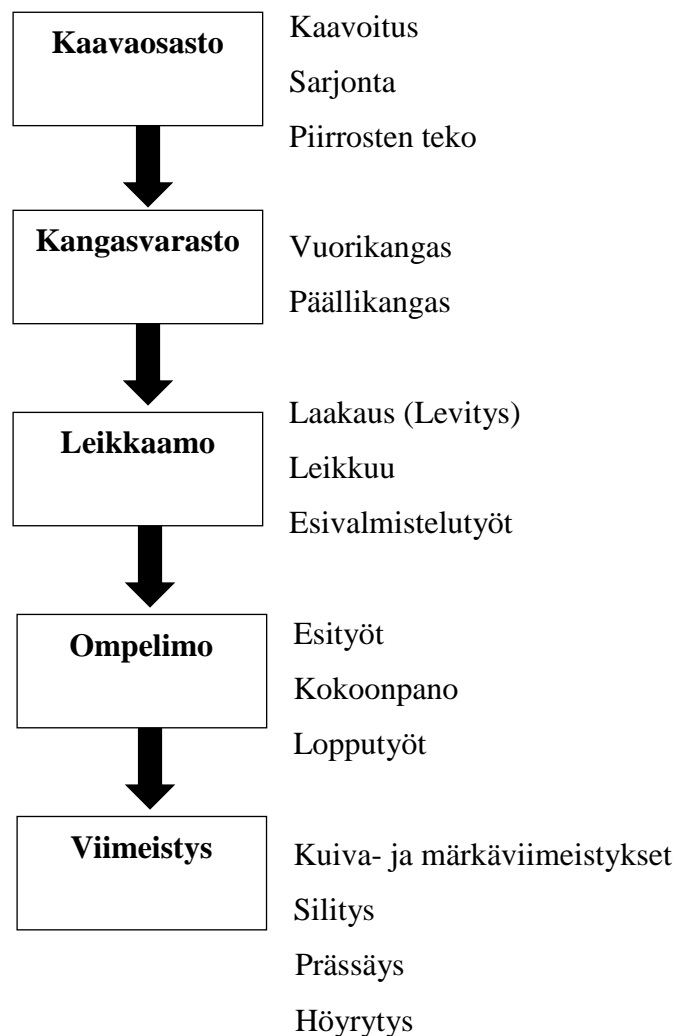 Kaavaosasto
Kaavoitus
Sarjonta
Piirrosten teko
Kangasvarasto
Vuorikangas
Päällikangas
Leikkaamo
Laakaus (Levitys)
Leikkuu
Esivalmistelutyöt
Ompelimo
Esityöt
Kokoonpano
Lopputyöt
Viimeistys
Kuiva- ja märkäviimeistykset
Silitys
Prässäys
Höyrytys